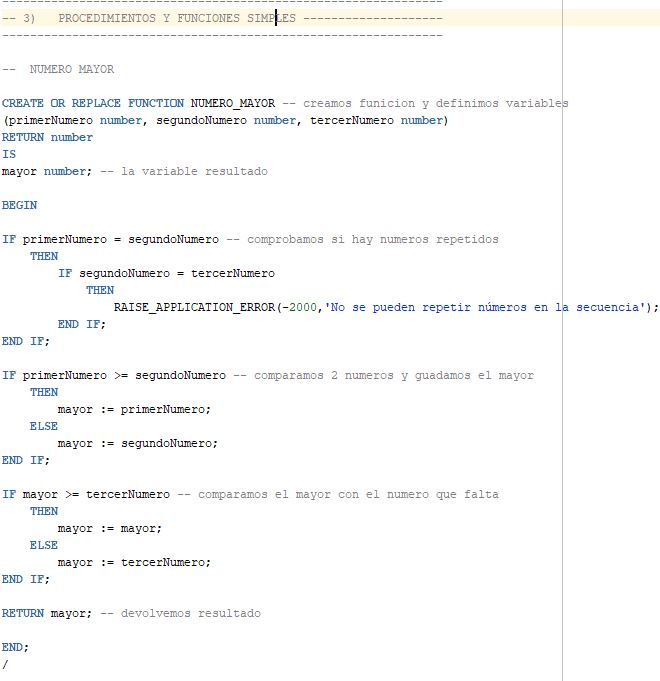 ---------------------------------------------------------------
-- 3)   PROCEDIMIENTOS Y FUNCIONES SIMPLES --------------------
---------------------------------------------------------------
--  NUMERO MAYOR
CREATE OR REPLACE FUNCTION NUMERO_MAYOR -- creamos funicion y definimos variables
(primerNumero number, segundoNumero number, tercerNumero number)
RETURN number
IS
mayor number; -- la variable resultado
BEGIN
IF primerNumero = segundoNumero -- comprobamos si hay numeros repetidos
    THEN
        IF segundoNumero = tercerNumero
            THEN
                RAISE_APPLICATION_ERROR(-2000,'No se pueden repetir números en la secuencia');
        END IF;
END IF;
IF primerNumero >= segundoNumero -- comparamos 2 numeros y guadamos el mayor
    THEN
        mayor := primerNumero;
    ELSE
        mayor := segundoNumero;
END IF;
IF mayor >= tercerNumero -- comparamos el mayor con el numero que falta
    THEN
        mayor := mayor;
    ELSE
        mayor := tercerNumero;
END IF;
RETURN mayor; -- devolvemos resultado
END;
/